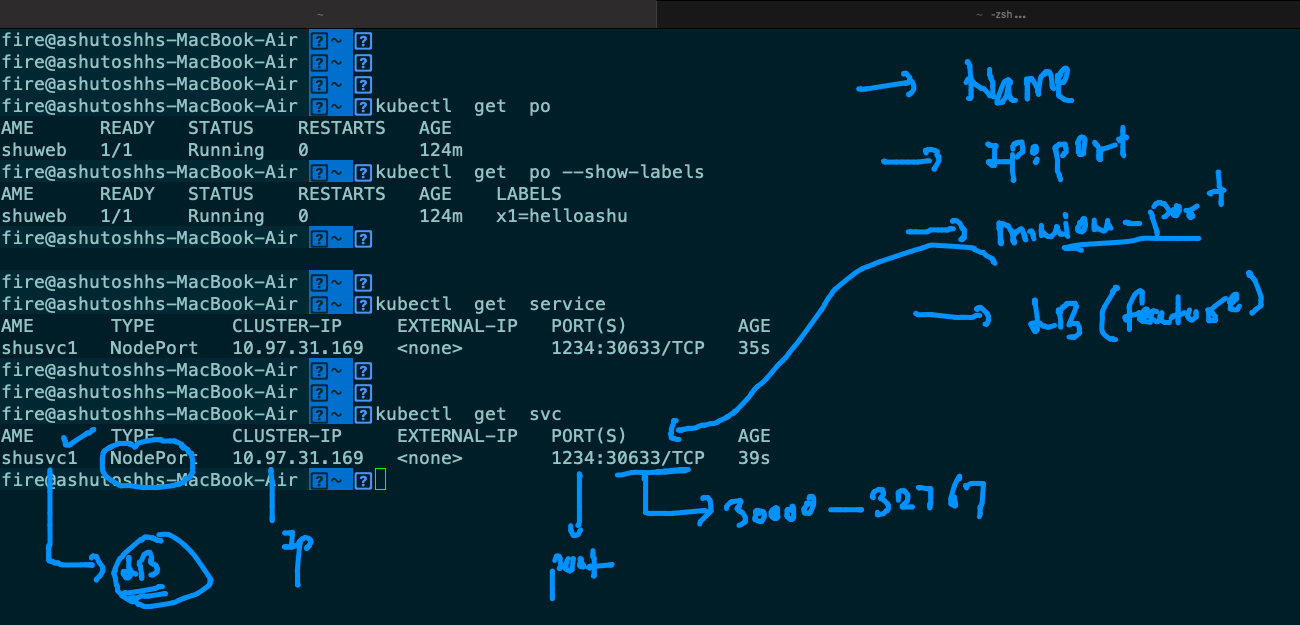 ~
~ -zsh...
fire@ashutoshhs-MacBook-Air ?~ ?
fire@ashutoshhs-MacBook-Air ?~ ?
fire@ashutoshhs-MacBook-Air ?~ ?
fire@ashutoshhs-MacBook-Air ?~ ?kubectl get po
AME READY STATUS RESTARTS AGE
shuweb 1/1 Running 0 124m
fire@ashutoshhs-MacBook-Air ?~ ?kubectl get po --show-labels
AME READY STATUS RESTARTS AGE LABELS
shuweb 1/1 Running 0 124m x1=helloashu
fire@ashutoshhs-MacBook-Air ?~ ?
fire@ashutoshhs-MacBook-Air ?~ ?
fire@ashutoshhs-MacBook-Air ?~ ?kubectl get service
AME TYPE CLUSTER-IP EXTERNAL-IP PORT(S) AGE
shusvc1 NodePort 10.97.31.169 <none> 1234:30633/TCP 35s
fire@ashutoshhs-MacBook-Air ?~ ?
fire@ashutoshhs-MacBook-Air ?~ ?
fire@ashutoshhs-MacBook-Air ?~ ?kubectl get svc
AME TYPE CLUSTER-IP EXTERNAL-IP PORT(S) AGE
shusvc1 NodePort 10.97.31.169 <none> 1234:30633/TCP 39s
fire@ashutoshhs-MacBook-Air ?~ ?
Name
Ip:port
minion-port
LB (feature)
30000 — 32767
LB
Ip
port